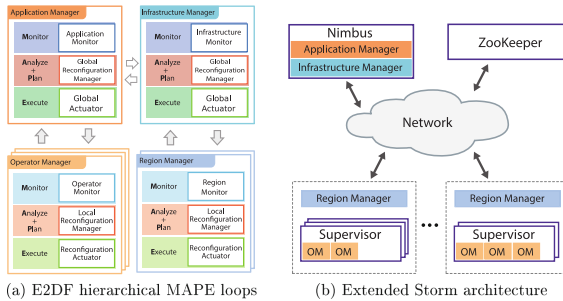 Application Manager
Monitor
Application
Monitor
Analyze
+
Plan
Global
Reconfiguration
Manager
Execute
Global
Actuator
Infrastructure Manager
Monitor
Infrastructure
Monitor
Analyze
+
Plan
Global
Reconfiguration
Manager
Execute
Global
Actuator
Operator Manager
Monitor
Operator
Monitor
Analyze
+
Plan
Local
Reconfiguration
Manager
Execute
Reconfiguration
Actuator
Region Manager
Monitor
Region
Monitor
Analyze
+
Plan
Local
Reconfiguration
Manager
Execute
Reconfiguration
Actuator
(a) E2DF hierarchical MAPE loops
Nimbus
Application Manager
Infrastructure Manager
ZooKeeper
Network
Region Manager
Supervisor
OM OM
...
Region Manager
Supervisor
OM OM OM
(b) Extended Storm architecture